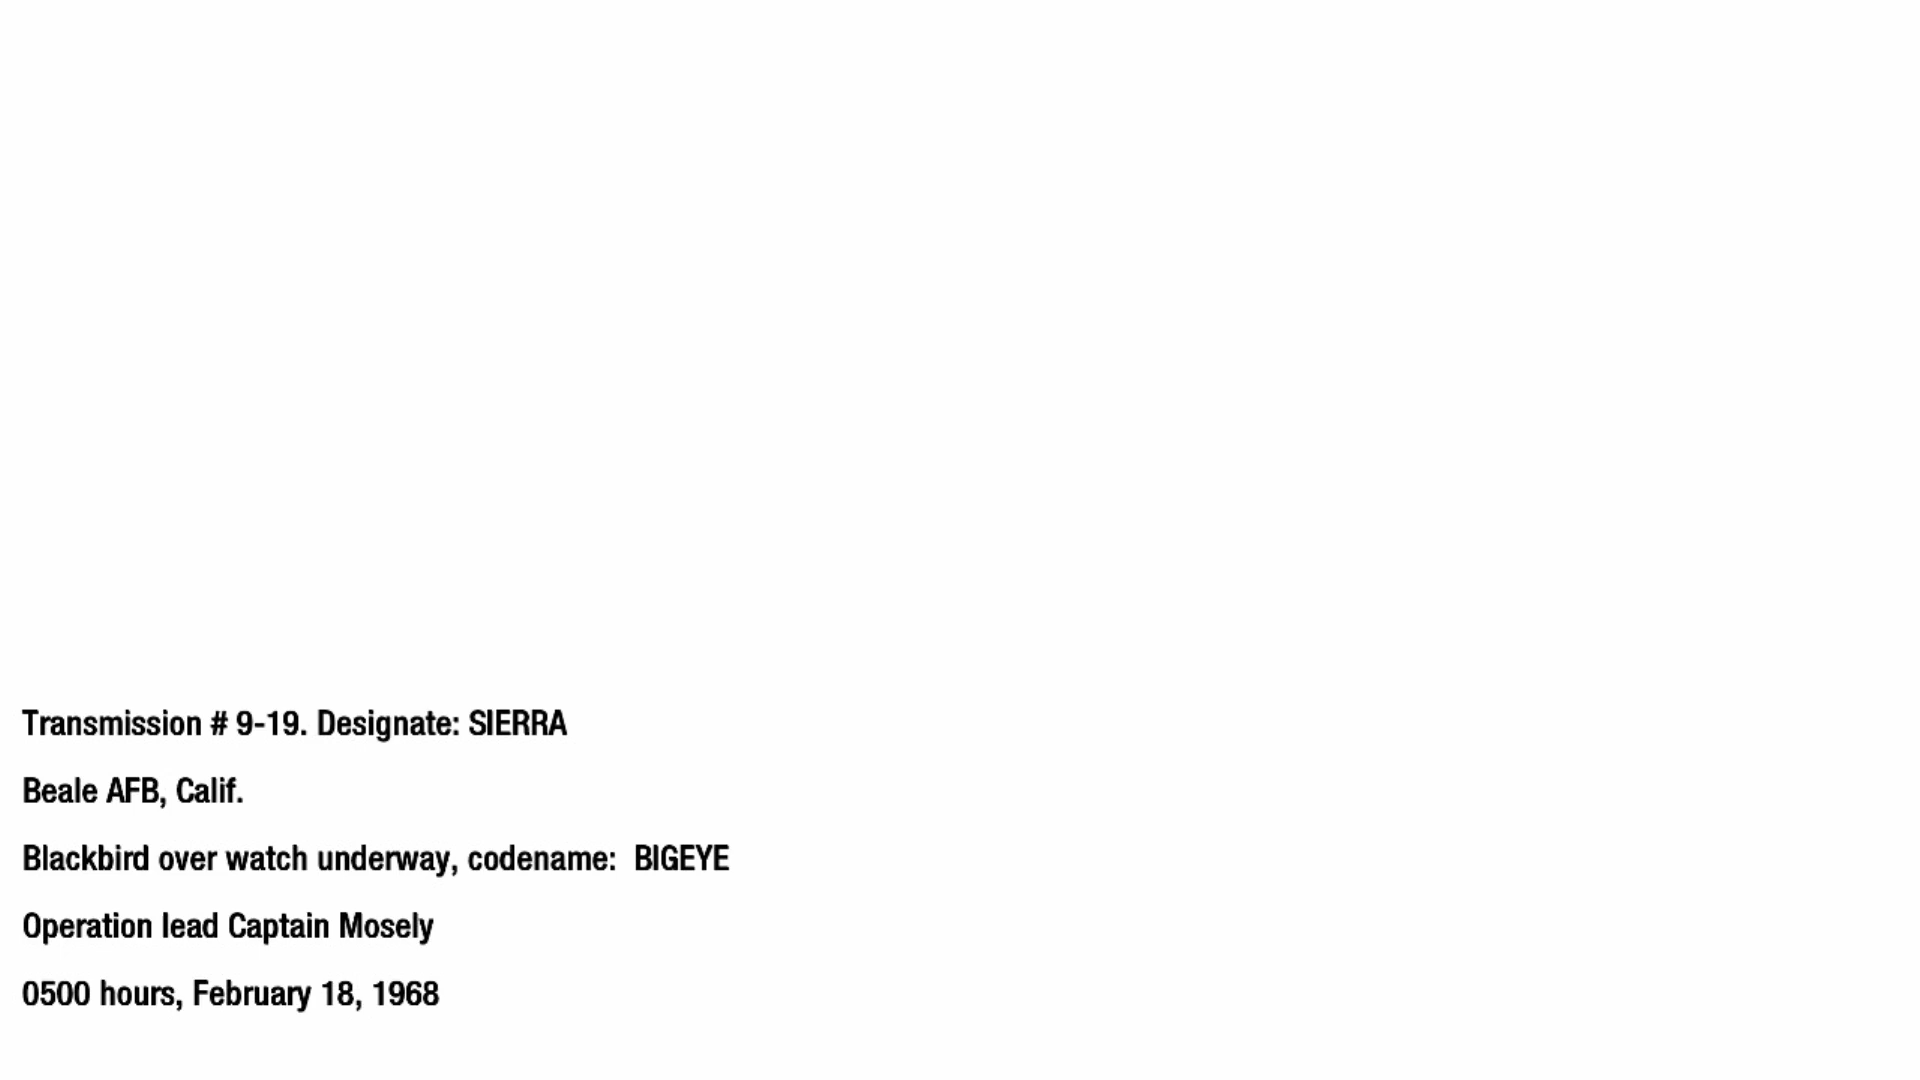 Transmission # 9-19. Designate: SIERRA
Beale AFB, Calif.
Blackbird over watch underway, codename:  BIGEYE
Operation lead Captain Mosely
0500 hours, February 18, 1968